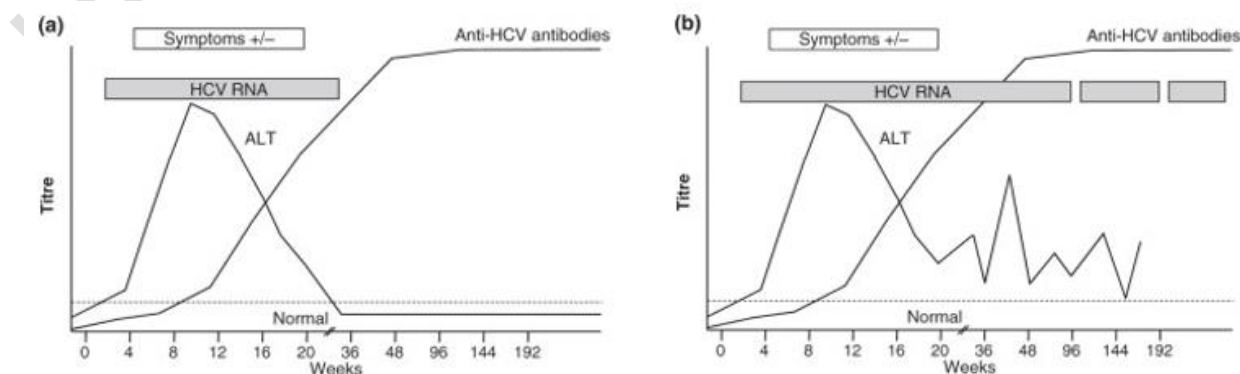 (a)
Symptoms +/–
Anti-HCV antibodies
HCV RNA
ALT
Titre
Normal
0 4 8 12 16 20 36 48 96 144 192
Weeks
(b)
Symptoms +/–
Anti-HCV antibodies
HCV RNA
ALT
Titre
Normal
0 4 8 12 16 20 36 48 96 144 192
Weeks